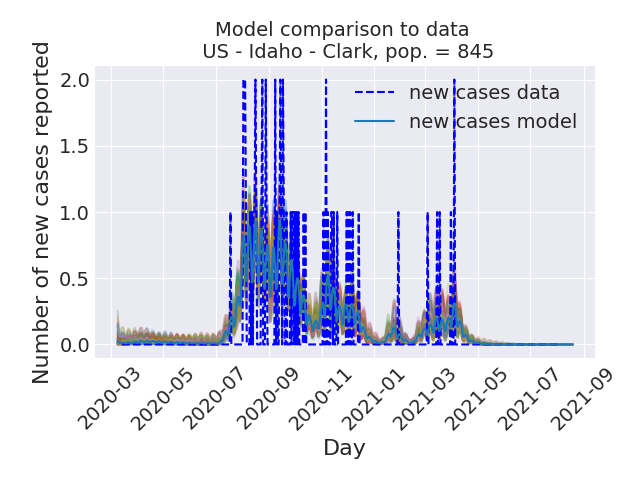 Model comparison to data
US - Idaho - Clark, pop. = 845
Number of new cases reported
2.0
1.5
1.0
0.5
0.0
new cases data
new cases model
2020-03
2020-05
2020-07
2020-09
2020-11
2021-01
2021-03
2021-05
2021-07
2021-09
Day